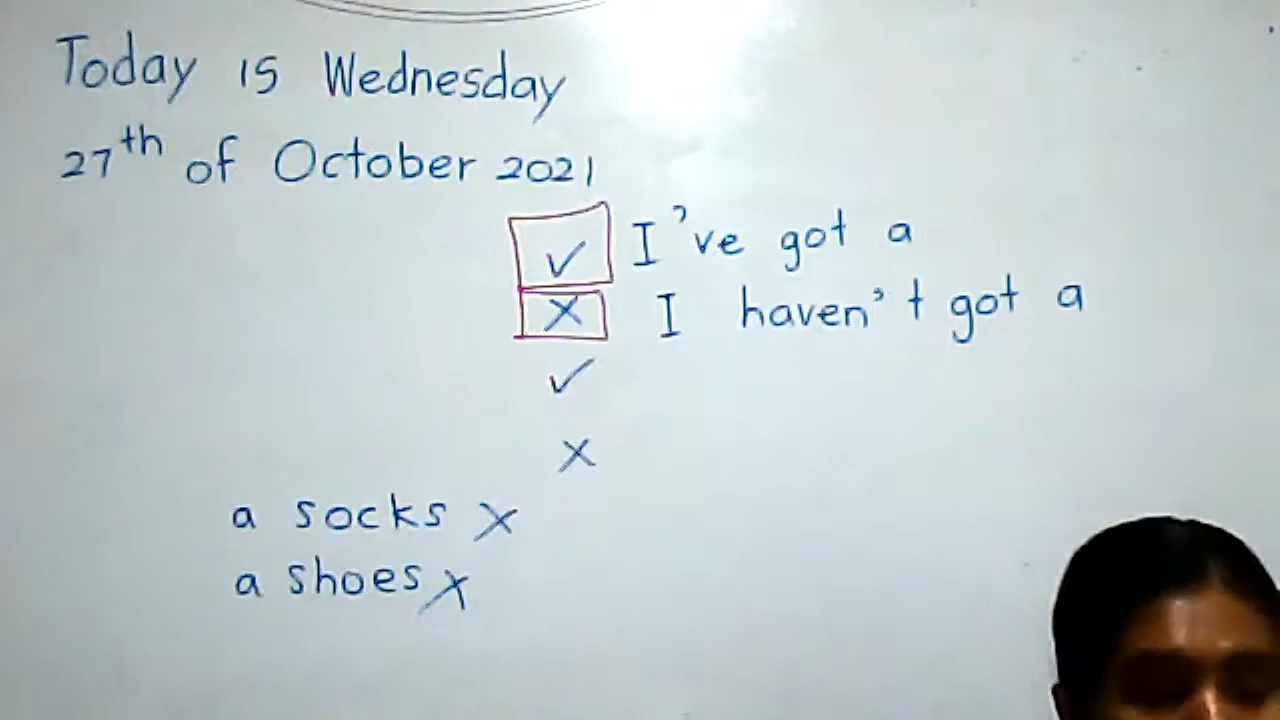 Today is Wednesday
27th of October 2021
✓ I've got a
✗ I haven't got a
✓
✗
a socks ✗
a shoes ✗